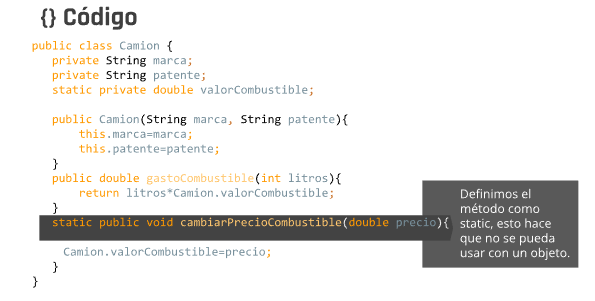 {} Código
public class Camion {
private String marca;
private String patente;
static private double valorCombustible;
public Camion(String marca, String patente){
this.marca=marca;
this.patente=patente;
}
public double gastoCombustible(int litros){
return litros*Camion.valorCombustible;
}
static public void cambiarPrecioCombustible(double precio){
Camion.valorCombustible=precio;
}
}
Definimos el
método como
static, esto hace
que no se pueda
usar con un objeto.